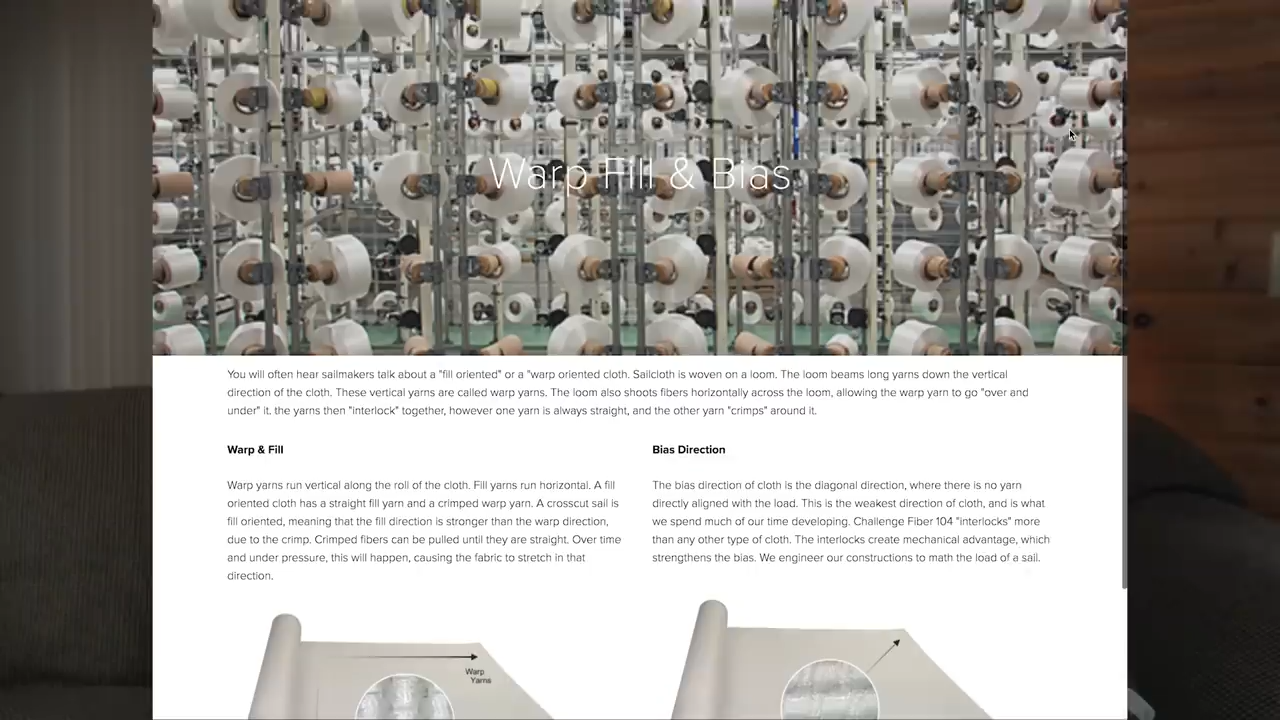 Warp Fill & Bias
You will often hear sailmakers talk about a "fill oriented" or a "warp oriented cloth. Sailcloth is woven on a loom. The loom beams long yarns down the vertical
direction of the cloth. These vertical yarns are called warp yarns. The loom also shoots fibers horizontally across the loom, allowing the warp yarn to go "over and
under" it. the yarns then "interlock" together, however one yarn is always straight, and the other yarn "crimps" around it.
Warp & Fill
Warp yarns run vertical along the roll of the cloth. Fill yarns run horizontal. A fill
oriented cloth has a straight fill yarn and a crimped warp yarn. A crosscut sail is
fill oriented, meaning that the fill direction is stronger than the warp direction,
due to the crimp. Crimped fibers can be pulled until they are straight. Over time
and under pressure, this will happen, causing the fabric to stretch in that
direction.
Bias Direction
The bias direction of cloth is the diagonal direction, where there is no yarn
directly aligned with the load. This is the weakest direction of cloth, and is what
we spend much of our time developing. Challenge Fiber 104 "interlocks" more
than any other type of cloth. The interlocks create mechanical advantage, which
strengthens the bias. We engineer our constructions to math the load of a sail.
Warp
Yarns